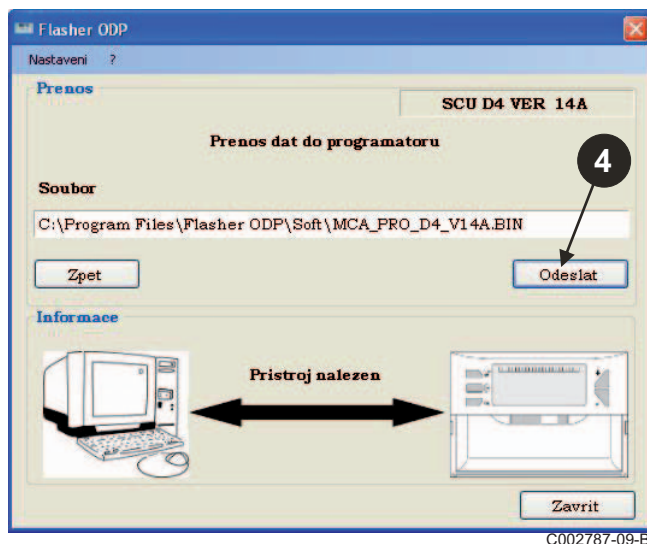 Flasher ODP
Nastaveni ?
Prenos
SCU D4 VER 14A
Prenos dat do programatoru
4
Soubor
C:\Program Files\Flasher ODP\Soft\MCA_PRO_D4_V14A.BIN
Zpet Odeslat
Informace
Pristroj nalezen
Zavrit
C002787-09-B